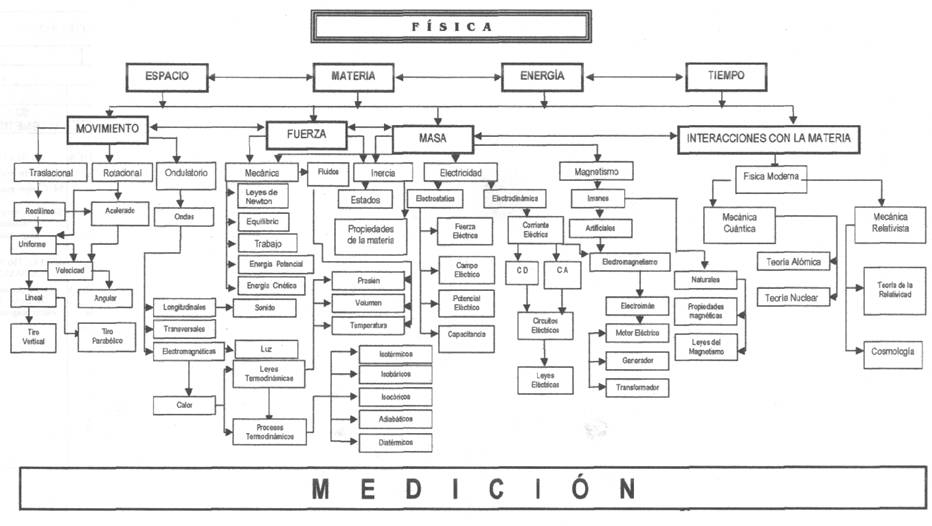 FÍSICA
ESPACIO
MATERIA
ENERGÍA
TIEMPO
MOVIMIENTO
FUERZA
MASA
INTERACCIONES CON LA MATERIA
Traslacional
Rotacional
Ondulatorio
Mecánica
Fluidos
Inercia
Electricidad
Magnetismo
Fisica Moderna
Rectilíneo
Acelerado
Ondas
Leyes de
Newton
Estados
Electrostatica
Electrodinámica
Imanes
Mecánica
Cuántica
Mecánica
Relativista
Uniforme
Equilibrio
Propiedades
de la materia
Fuerza
Eléctrica
Corriente
Eléctrica
Artificiales
Trabajo
Velocidad
Energía Potencial
Campo
Eléctrico
C D
C A
Electromagnetismo
Naturales
Teoría Atómica
Teoría de la
Relatividad
Lineal
Angular
Energía Cinética
Presion
Volumen
Temperatura
Potencial
Eléctrico
Electroimán
Propiedades
magnéticas
Teoría Nuclear
Longitudinales
Sonido
Tiro
Vertical
Tiro
Parabólico
Transversales
Capacitancia
Circuitos
Eléctricos
Motor Eléctrico
Leyes del
Magnetismo
Cosmología
Electromagnéticas
Luz
Isotérmicos
Leyes
Termodinámicas
Isobáricos
Leyes
Eléctricas
Generador
Transformador
Calor
Isocóricos
Procesos
Termodinámicos
Adiabáticos
Diatérmicos
MEDICIÓN